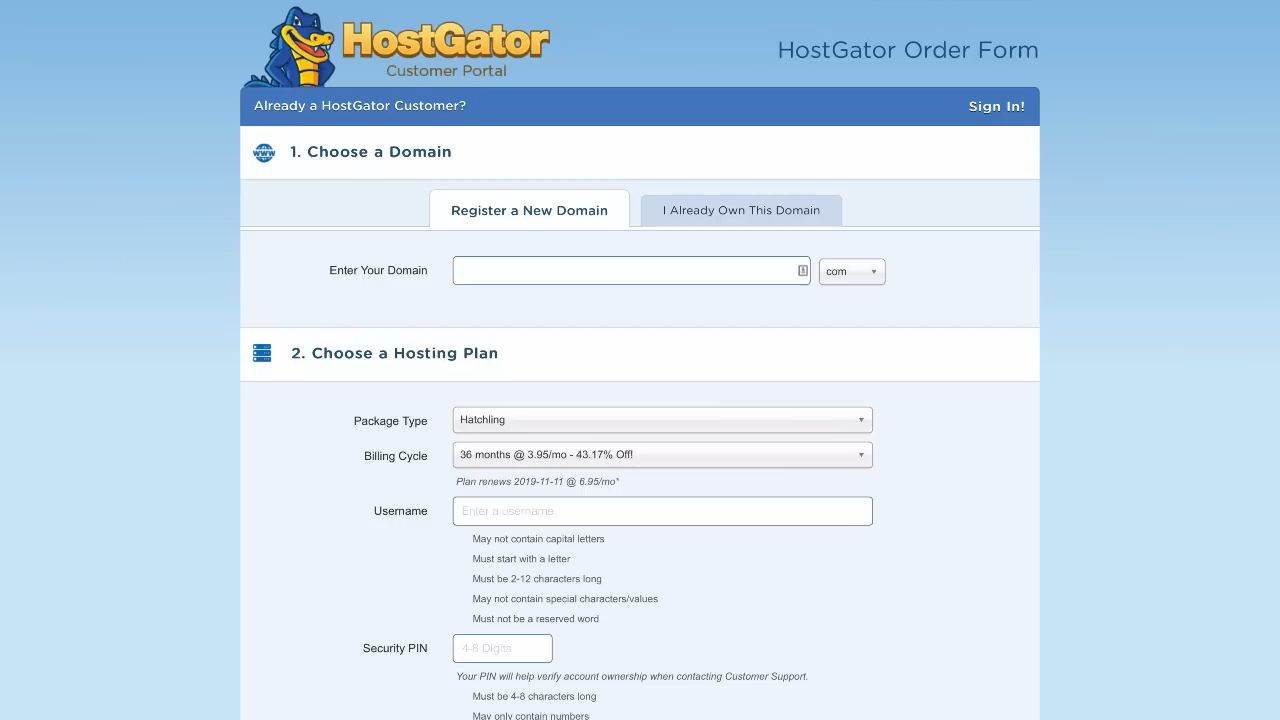 HostGator
Customer Portal
HostGator Order Form
Already a HostGator Customer?
Sign In!
www
1. Choose a Domain
Register a New Domain
I Already Own This Domain
Enter Your Domain
com
2. Choose a Hosting Plan
Package Type
Hatchling
Billing Cycle
36 months @ 3.95/mo - 43.17% Off!
Plan renews 2019-11-11 @ 6.95/mo*
Username
Enter a username
May not contain capital letters
Must start with a letter
Must be 2-12 characters long
May not contain special characters/values
Must not be a reserved word
Security PIN
4-8 Digits
Your PIN will help verify account ownership when contacting Customer Support.
Must be 4-8 characters long
May only contain numbers